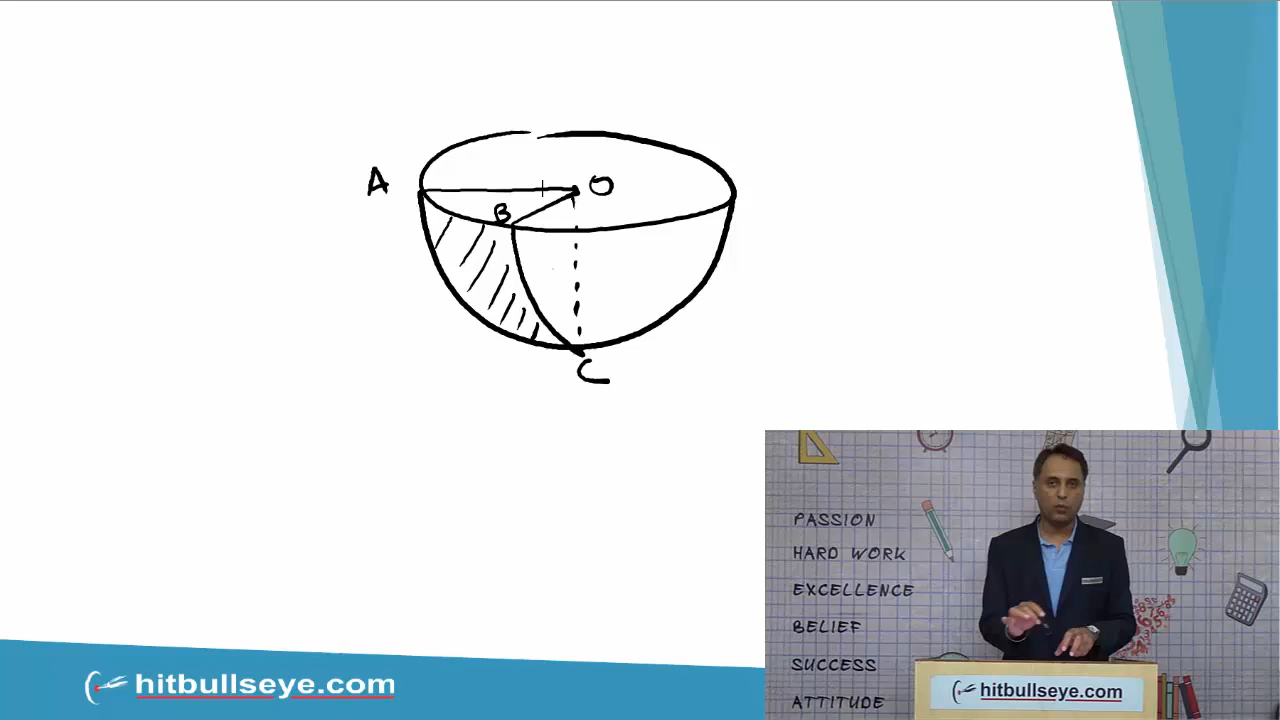 A
O
B
C
PASSION
HARD WORK
EXCELLENCE
BELIEF
SUCCESS
ATTITUDE
hitbullseye.com
hitbullseye.com